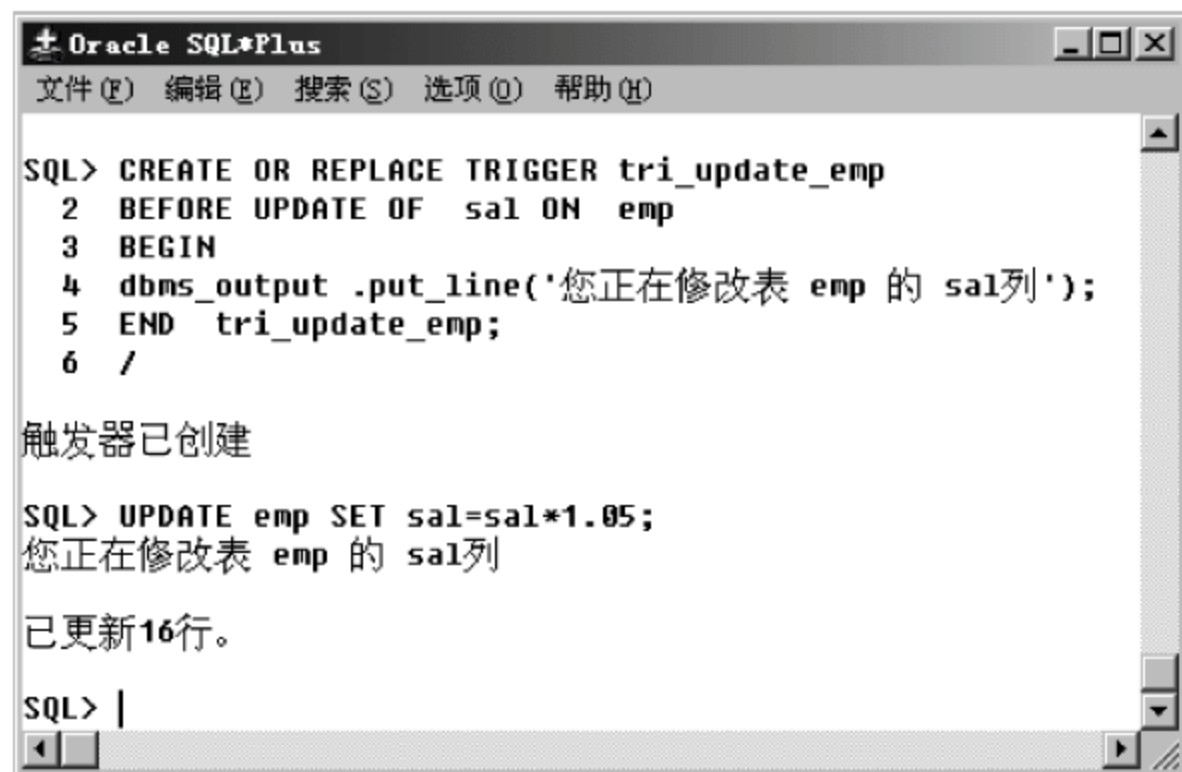 Oracle SQL*Plus
文件(F) 编辑(E) 搜索(S) 选项(O) 帮助(H)
SQL> CREATE OR REPLACE TRIGGER tri_update_emp
2 BEFORE UPDATE OF sal ON emp
3 BEGIN
4 dbms_output .put_line('您正在修改表 emp 的 sal列');
5 END tri_update_emp;
6 /
触发器已创建
SQL> UPDATE emp SET sal=sal*1.05;
您正在修改表 emp 的 sal列
已更新16行。
SQL>